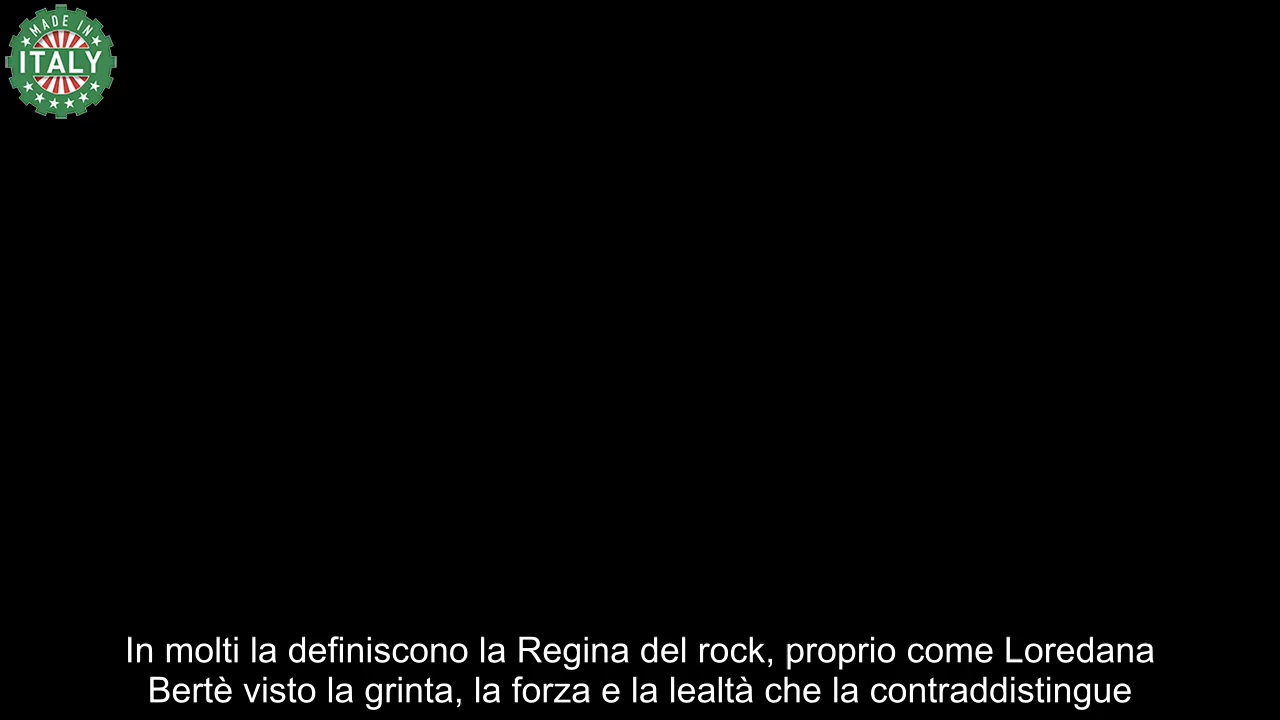 MADE IN
ITALY
In molti la definiscono la Regina del rock, proprio come Loredana
Bertè visto la grinta, la forza e la lealtà che la contraddistingue